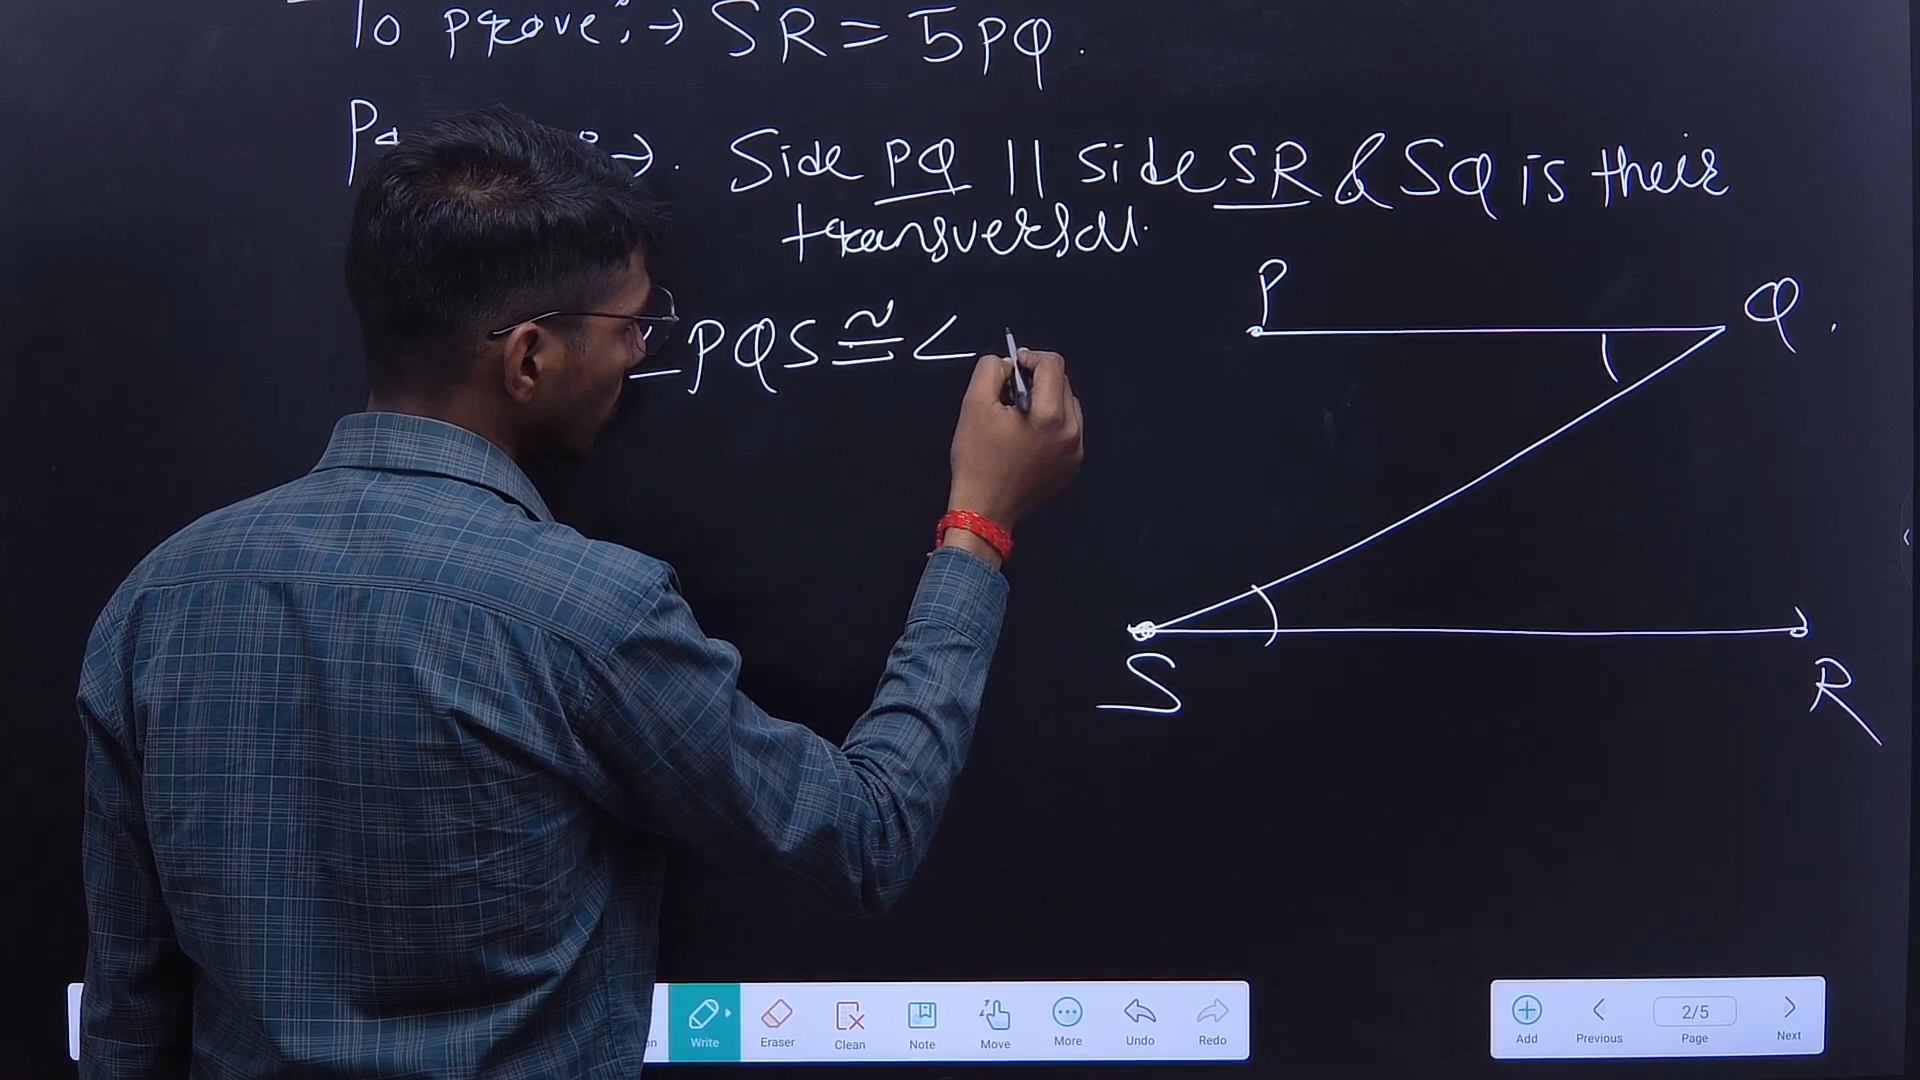 To prove :→ SR = 5PQ.
→. Side PQ || side SR & SQ is their
transversal.
∠PQS ≅ ∠
P
Q
S
R
Write
Eraser
Clean
Note
Move
More
Undo
Redo
Add
Previous
2/5
Page
Next